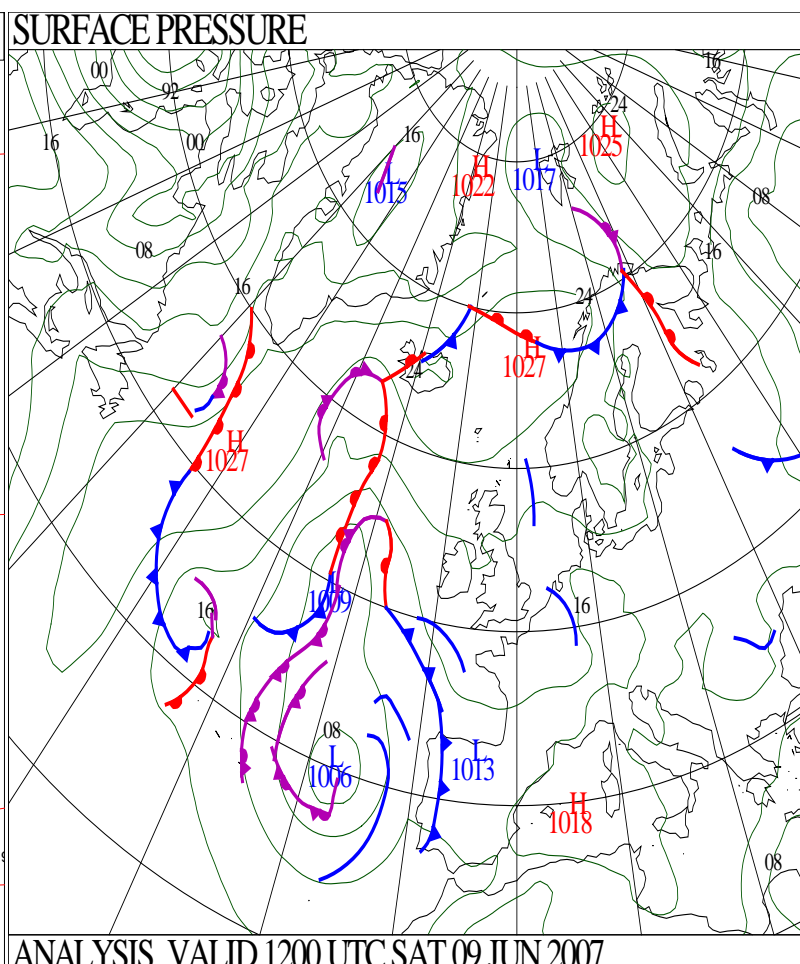 SURFACE PRESSURE
00
16
92
24
16
00
16
H
1025
L
1015
H
1022
L
1017
08
08
16
16
24
24
H
1027
H
1027
16
L
1009
16
08
L
1006
L
1013
H
1018
08
ANALYSIS VALID 1200 UTC SAT 09 JUN 2007